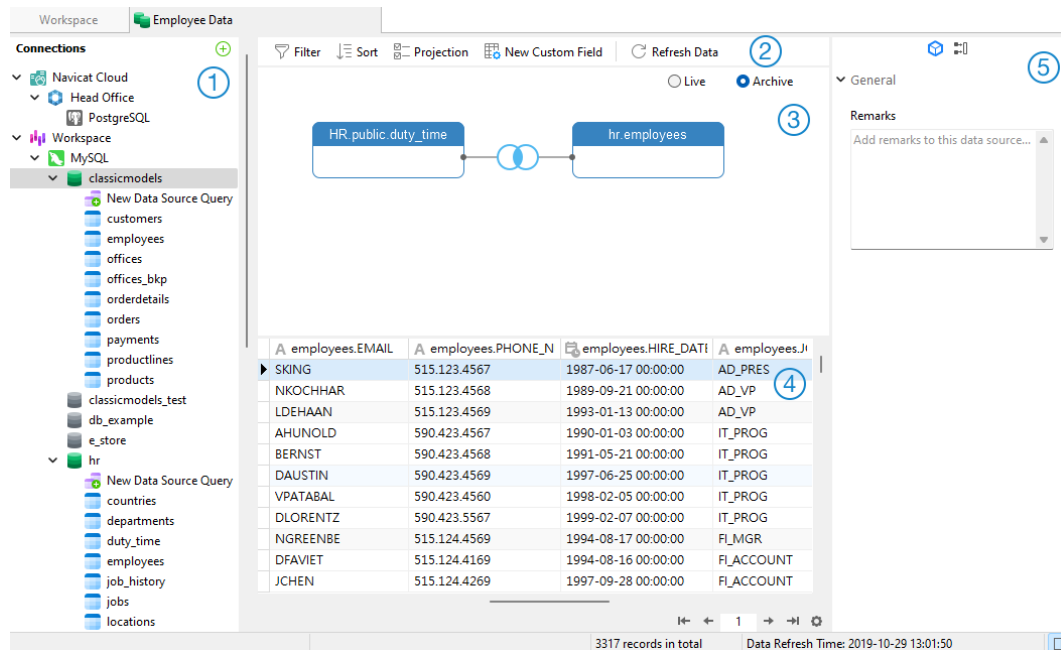 Workspace
Employee Data
Connections
1
Navicat Cloud
Head Office
PostgreSQL
Workspace
MySQL
classicmodels
New Data Source Query
customers
employees
offices
offices_bkp
orderdetails
orders
payments
productlines
products
classicmodels_test
db_example
e_store
hr
New Data Source Query
countries
departments
duty_time
employees
job_history
jobs
locations
Filter Sort Projection New Custom Field Refresh Data
2
Live Archive
3
HR.public.duty_time hr.employees
A employees.EMAIL A employees.PHONE_N employees.HIRE_DATE A employees.J
SKING 515.123.4567 1987-06-17 00:00:00 AD_PRES
4
NKOCHHAR 515.123.4568 1989-09-21 00:00:00 AD_VP
LDEHAAN 515.123.4569 1993-01-13 00:00:00 AD_VP
AHUNOLD 590.423.4567 1990-01-03 00:00:00 IT_PROG
BERNST 590.423.4568 1991-05-21 00:00:00 IT_PROG
DAUSTIN 590.423.4569 1997-06-25 00:00:00 IT_PROG
VPATABAL 590.423.4560 1998-02-05 00:00:00 IT_PROG
DLORENTZ 590.423.5567 1999-02-07 00:00:00 IT_PROG
NGREENBE 515.124.4569 1994-08-17 00:00:00 FI_MGR
DFAVIET 515.124.4169 1994-08-16 00:00:00 FI_ACCOUNT
JCHEN 515.124.4269 1997-09-28 00:00:00 FI_ACCOUNT
1
5
General
Remarks
Add remarks to this data source...
3317 records in total
Data Refresh Time: 2019-10-29 13:01:50